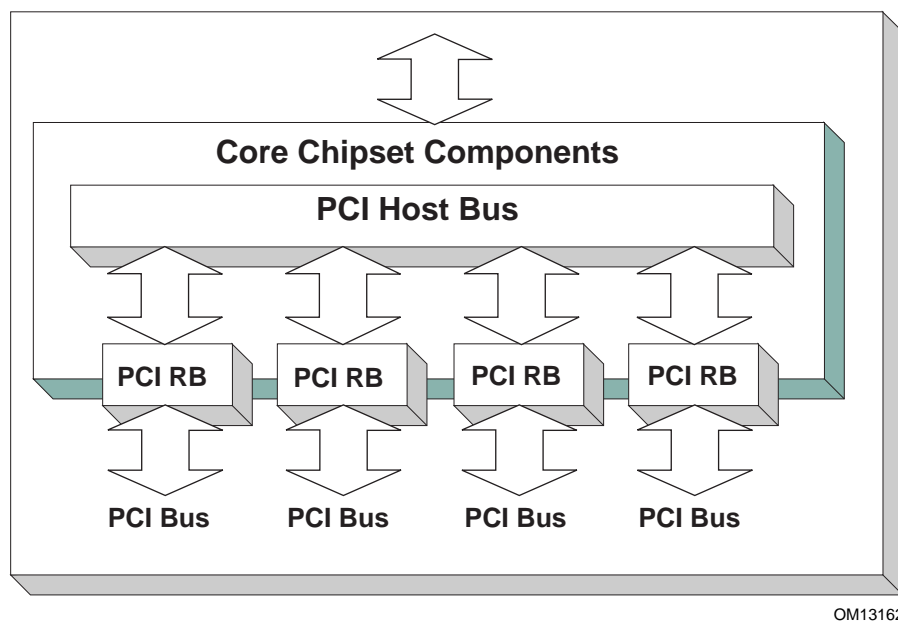 Core Chipset Components
PCI Host Bus
PCI RB PCI RB PCI RB PCI RB
PCI Bus PCI Bus PCI Bus PCI Bus
OM13162